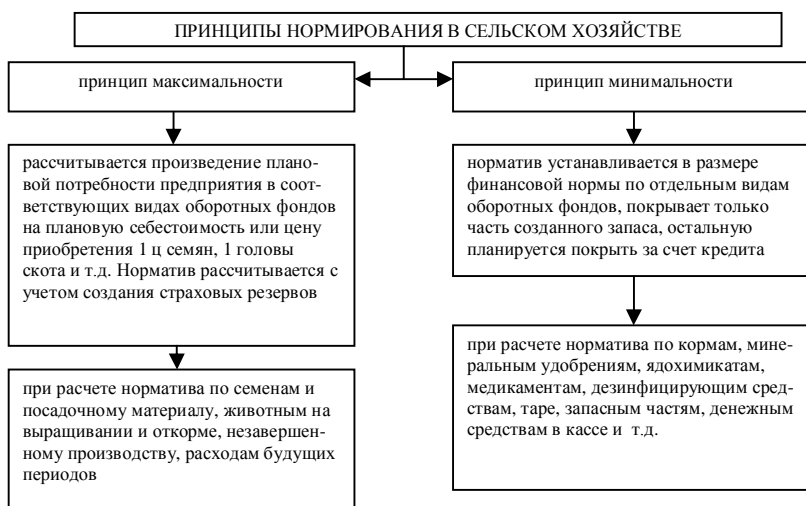 ПРИНЦИПЫ НОРМИРОВАНИЯ В СЕЛЬСКОМ ХОЗЯЙСТВЕ
принцип максимальности
принцип минимальности
рассчитывается произведение плано-
вой потребности предприятия в соот-
ветствующих видах оборотных фондов
на плановую себестоимость или цену
приобретения 1 ц семян, 1 головы
скота и т.д. Норматив рассчитывается с
учетом создания страховых резервов
норматив устанавливается в размере
финансовой нормы по отдельным видам
оборотных фондов, покрывает только
часть созданного запаса, остальную
планируется покрыть за счет кредита
при расчете норматива по семенам и
посадочному материалу, животным на
выращивании и откорме, незавершен-
ному производству, расходам будущих
периодов
при расчете норматива по кормам, мине-
ральным удобрениям, ядохимикатам,
медикаментам, дезинфицирующим сред-
ствам, таре, запасным частям, денежным
средствам в кассе и т.д.